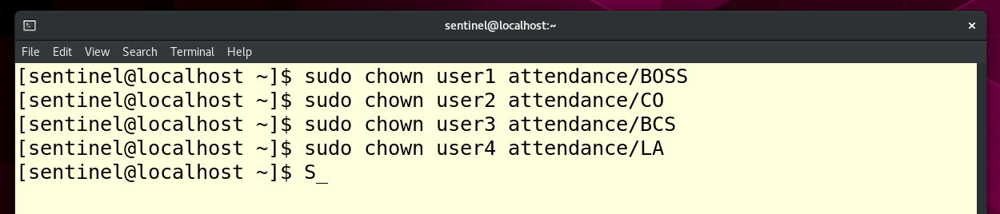 sentinel@localhost:~
File Edit View Search Terminal Help
[sentinel@localhost ~]$ sudo chown user1 attendance/BOSS
[sentinel@localhost ~]$ sudo chown user2 attendance/CO
[sentinel@localhost ~]$ sudo chown user3 attendance/BCS
[sentinel@localhost ~]$ sudo chown user4 attendance/LA
[sentinel@localhost ~]$ S_